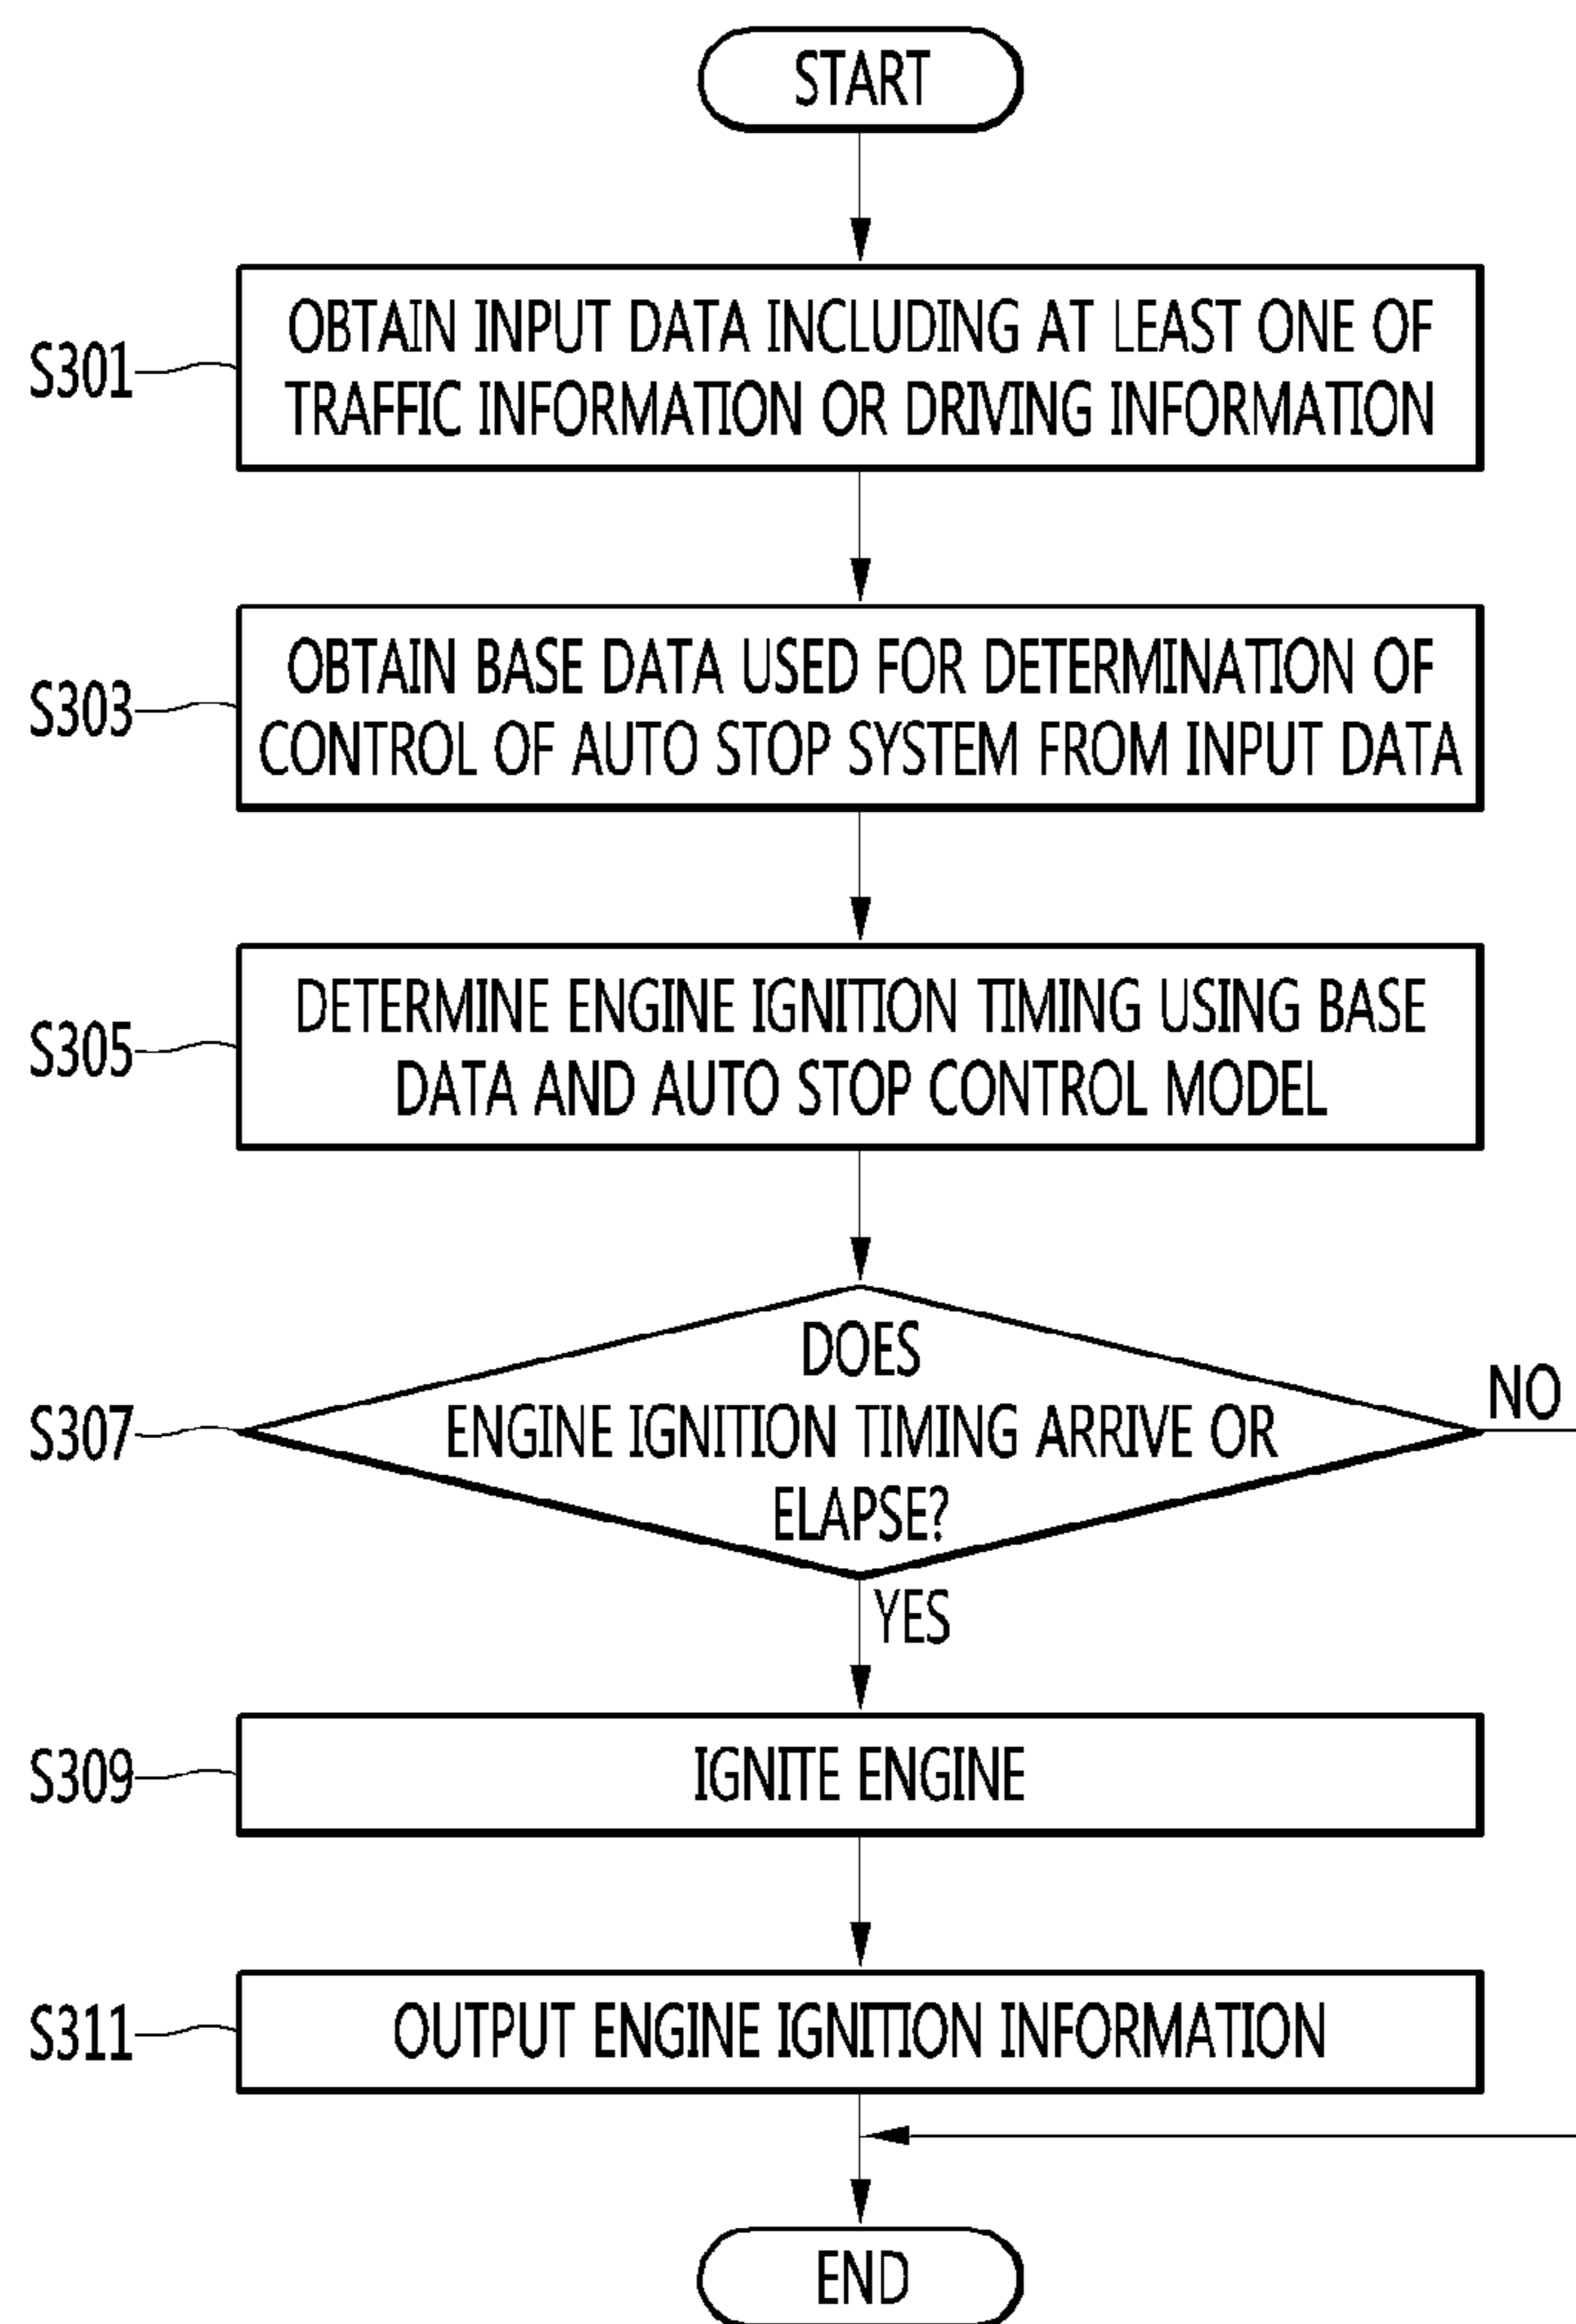 START
S301
OBTAIN INPUT DATA INCLUDING AT LEAST ONE OF
TRAFFIC INFORMATION OR DRIVING INFORMATION
S303
OBTAIN BASE DATA USED FOR DETERMINATION OF
CONTROL OF AUTO STOP SYSTEM FROM INPUT DATA
S305
DETERMINE ENGINE IGNITION TIMING USING BASE
DATA AND AUTO STOP CONTROL MODEL
S307
DOES
ENGINE IGNITION TIMING ARRIVE OR
ELAPSE?
NO
YES
S309
IGNITE ENGINE
S311
OUTPUT ENGINE IGNITION INFORMATION
END